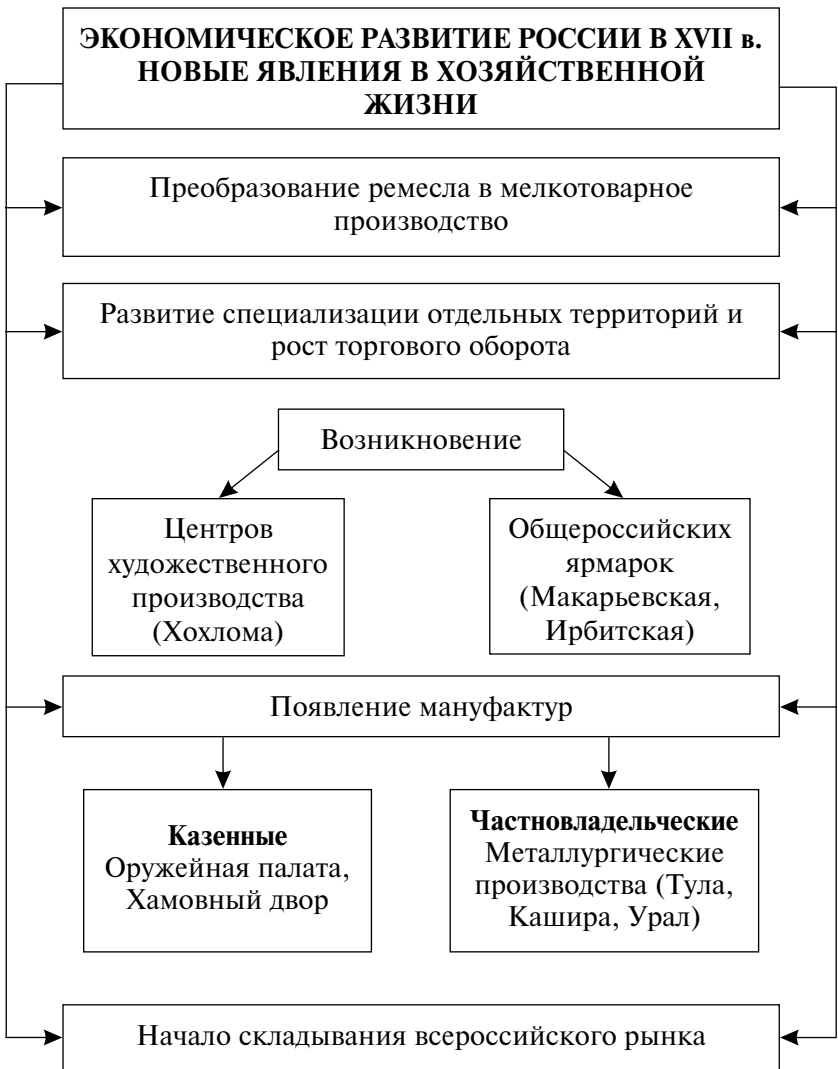 ЭКОНОМИЧЕСКОЕ РАЗВИТИЕ РОССИИ В XVII в.
НОВЫЕ ЯВЛЕНИЯ В ХОЗЯЙСТВЕННОЙ
ЖИЗНИ
Преобразование ремесла в мелкотоварное
производство
Развитие специализации отдельных территорий и
рост торгового оборота
Возникновение
Центров
художественного
производства
(Хохлома)
Общероссийских
ярмарок
(Макарьевская,
Ирбитская)
Появление мануфактур
Казенные
Оружейная палата,
Хамовный двор
Частновладельческие
Металлургические
производства (Тула,
Кашира, Урал)
Начало складывания всероссийского рынка